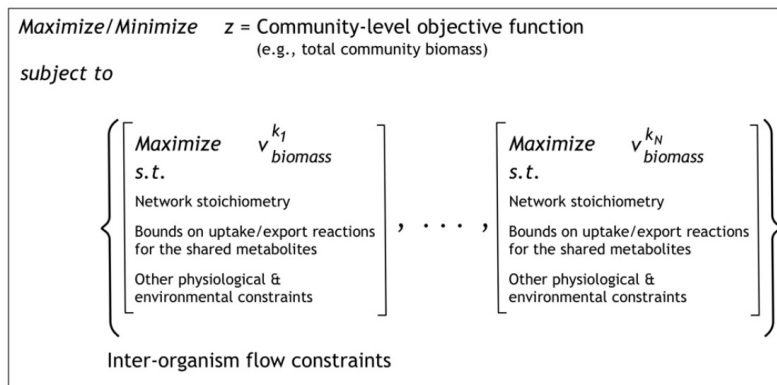 Maximize/Minimize z = Community-level objective function
(e.g., total community biomass)
subject to
Maximize v^{k_1}_{biomass}
s.t.
Network stoichiometry
Bounds on uptake/export reactions
for the shared metabolites
Other physiological &
environmental constraints
, . . . ,
Maximize v^{k_N}_{biomass}
s.t.
Network stoichiometry
Bounds on uptake/export reactions
for the shared metabolites
Other physiological &
environmental constraints
Inter-organism flow constraints